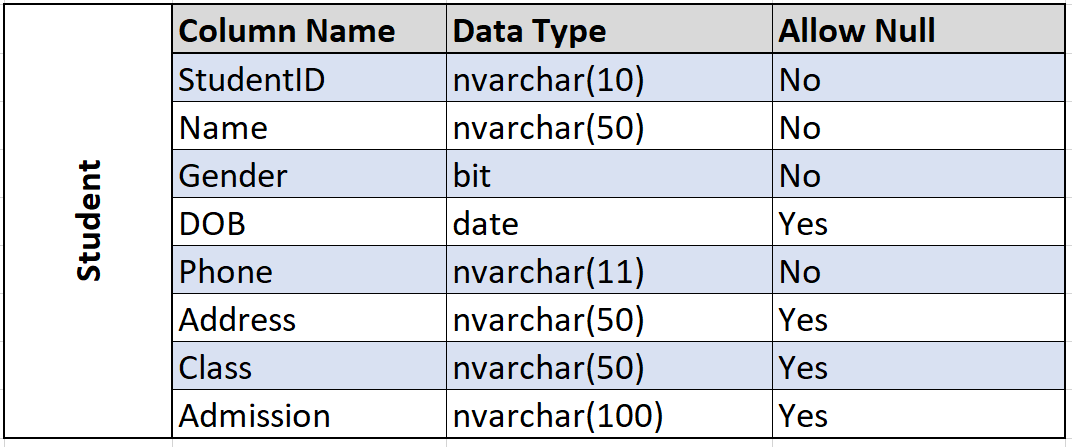 Student
Column Name Data Type Allow Null
StudentID nvarchar(10) No
Name nvarchar(50) No
Gender bit No
DOB date Yes
Phone nvarchar(11) No
Address nvarchar(50) Yes
Class nvarchar(50) Yes
Admission nvarchar(100) Yes